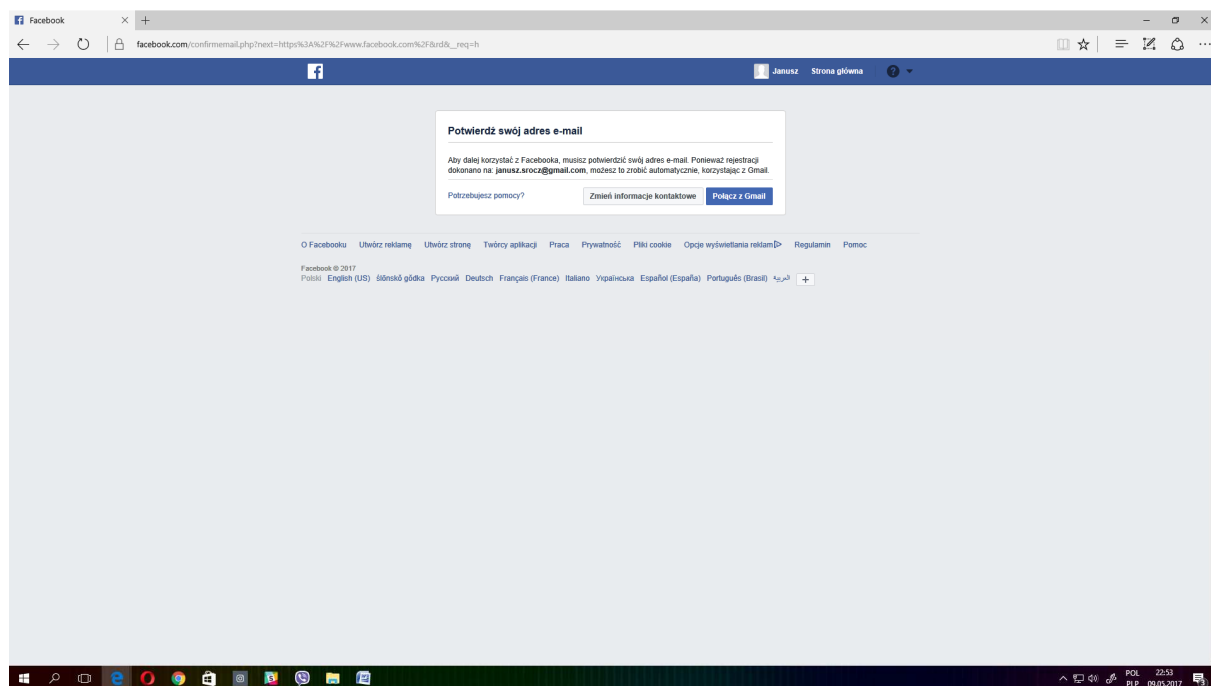 Facebook
facebook.com/confirmemail.php?next=https%3A%2F%2Fwww.facebook.com%2F&rd&_req=h
Janusz Strona główna
Potwierdź swój adres e-mail
Aby dalej korzystać z Facebooka, musisz potwierdzić swój adres e-mail. Ponieważ rejestracji
dokonano na: janusz.srocz@gmail.com, możesz to zrobić automatycznie, korzystając z Gmail.
Potrzebujesz pomocy? Zmień informacje kontaktowe Połącz z Gmail
O Facebooku Utwórz reklamę Utwórz stronę Twórcy aplikacji Praca Prywatność Pliki cookie Opcje wyświetlania reklam Regulamin Pomoc
Facebook © 2017
Polski English (US) ślōnskŏ gŏdka Русский Deutsch Français (France) Italiano Українська Español (España) Português (Brasil) العربية
POL 22:53
PLP 09.05.2017